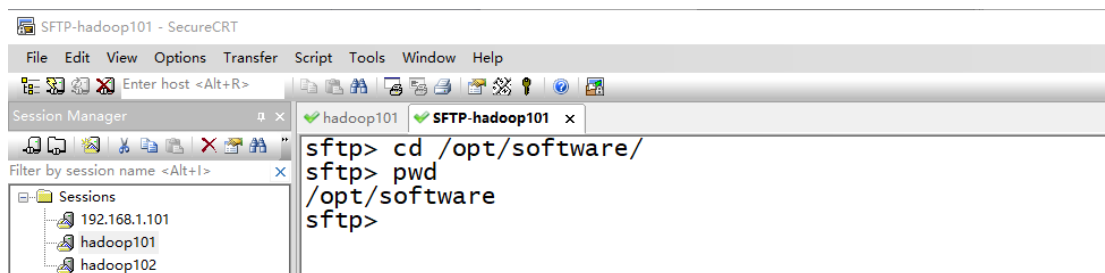 SFTP-hadoop101 - SecureCRT
File Edit View Options Transfer Script Tools Window Help
Enter host <Alt+R>
Session Manager
hadoop101
SFTP-hadoop101
Filter by session name <Alt+I>
Sessions
192.168.1.101
hadoop101
hadoop102
sftp> cd /opt/software/
sftp> pwd
/opt/software
sftp>